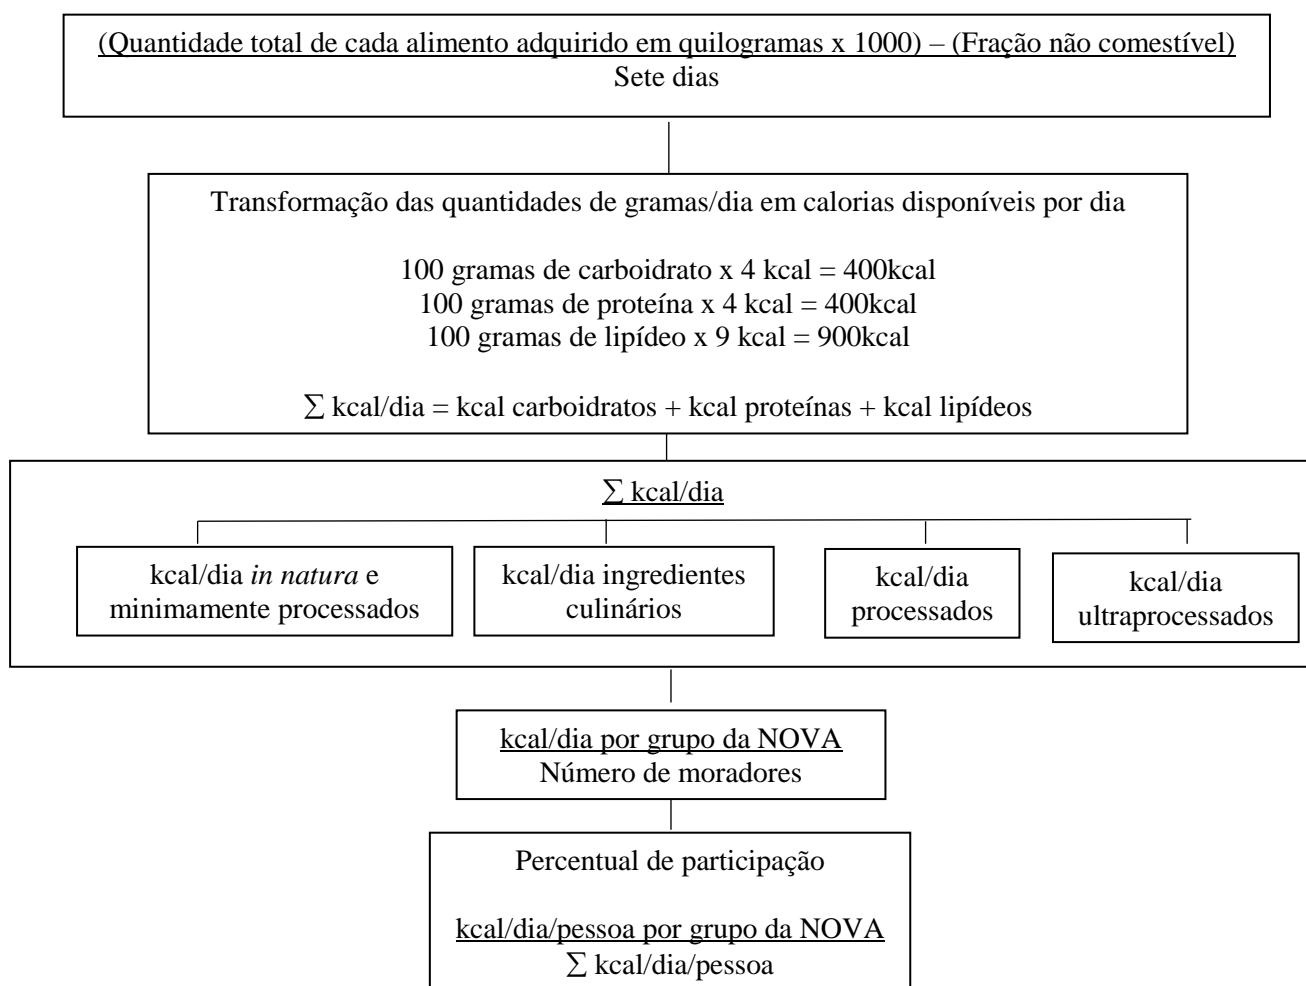 (Quantidade total de cada alimento adquirido em quilogramas x 1000) – (Fração não comestível)
Sete dias
Transformação das quantidades de gramas/dia em calorias disponíveis por dia
100 gramas de carboidrato x 4 kcal = 400kcal
100 gramas de proteína x 4 kcal = 400kcal
100 gramas de lipídeo x 9 kcal = 900kcal
∑ kcal/dia = kcal carboidratos + kcal proteínas + kcal lipídeos
∑ kcal/dia
kcal/dia in natura e
minimamente processados
kcal/dia ingredientes
culinários
kcal/dia
processados
kcal/dia
ultraprocessados
kcal/dia por grupo da NOVA
Número de moradores
Percentual de participação
kcal/dia/pessoa por grupo da NOVA
∑ kcal/dia/pessoa